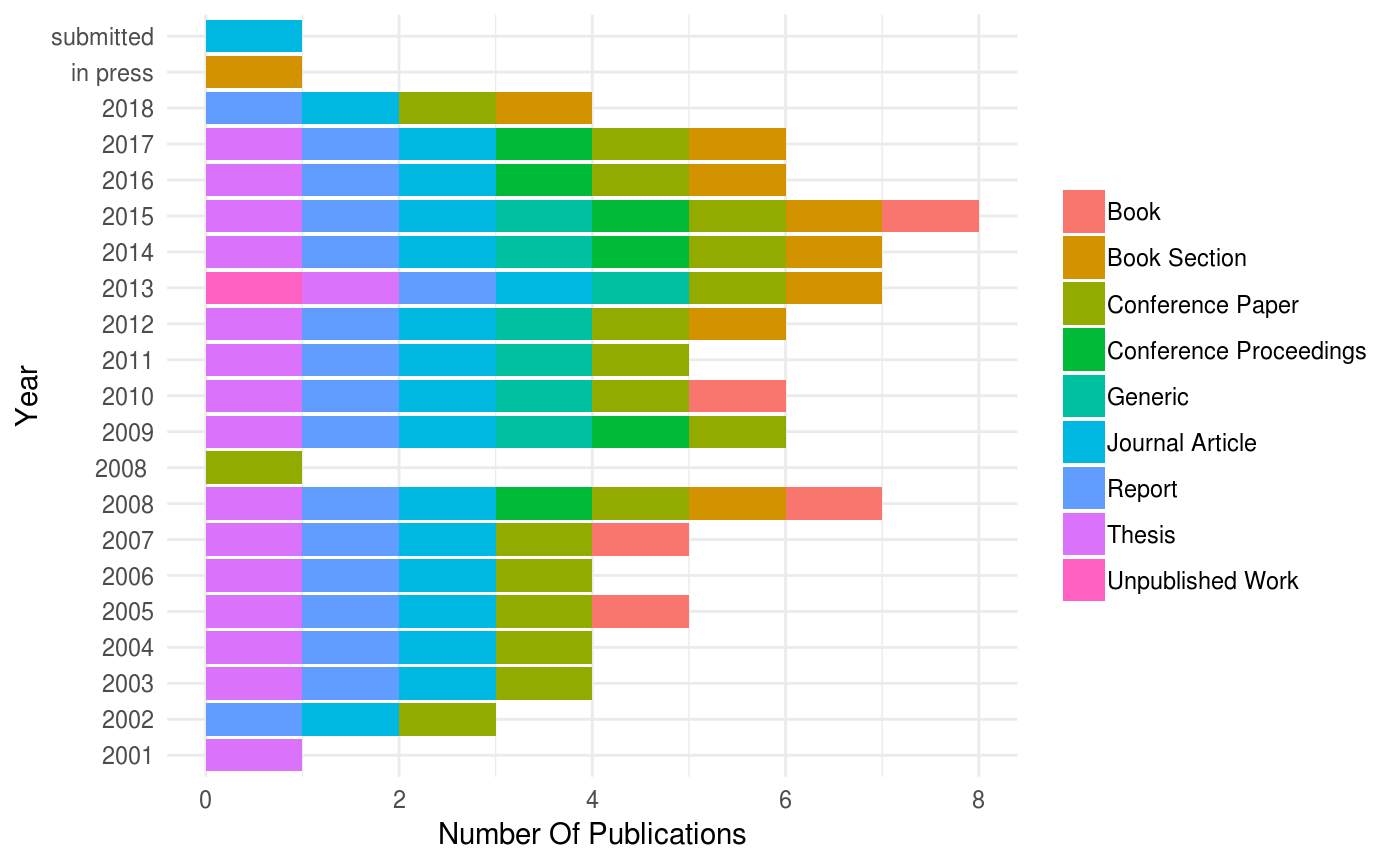 submitted
in press
2018
2017
2016
2015
2014
2013
2012
2011
2010
2009
2008
2008
2007
2006
2005
2004
2003
2002
2001
Year
0 2 4 6 8
Number Of Publications
Book
Book Section
Conference Paper
Conference Proceedings
Generic
Journal Article
Report
Thesis
Unpublished Work